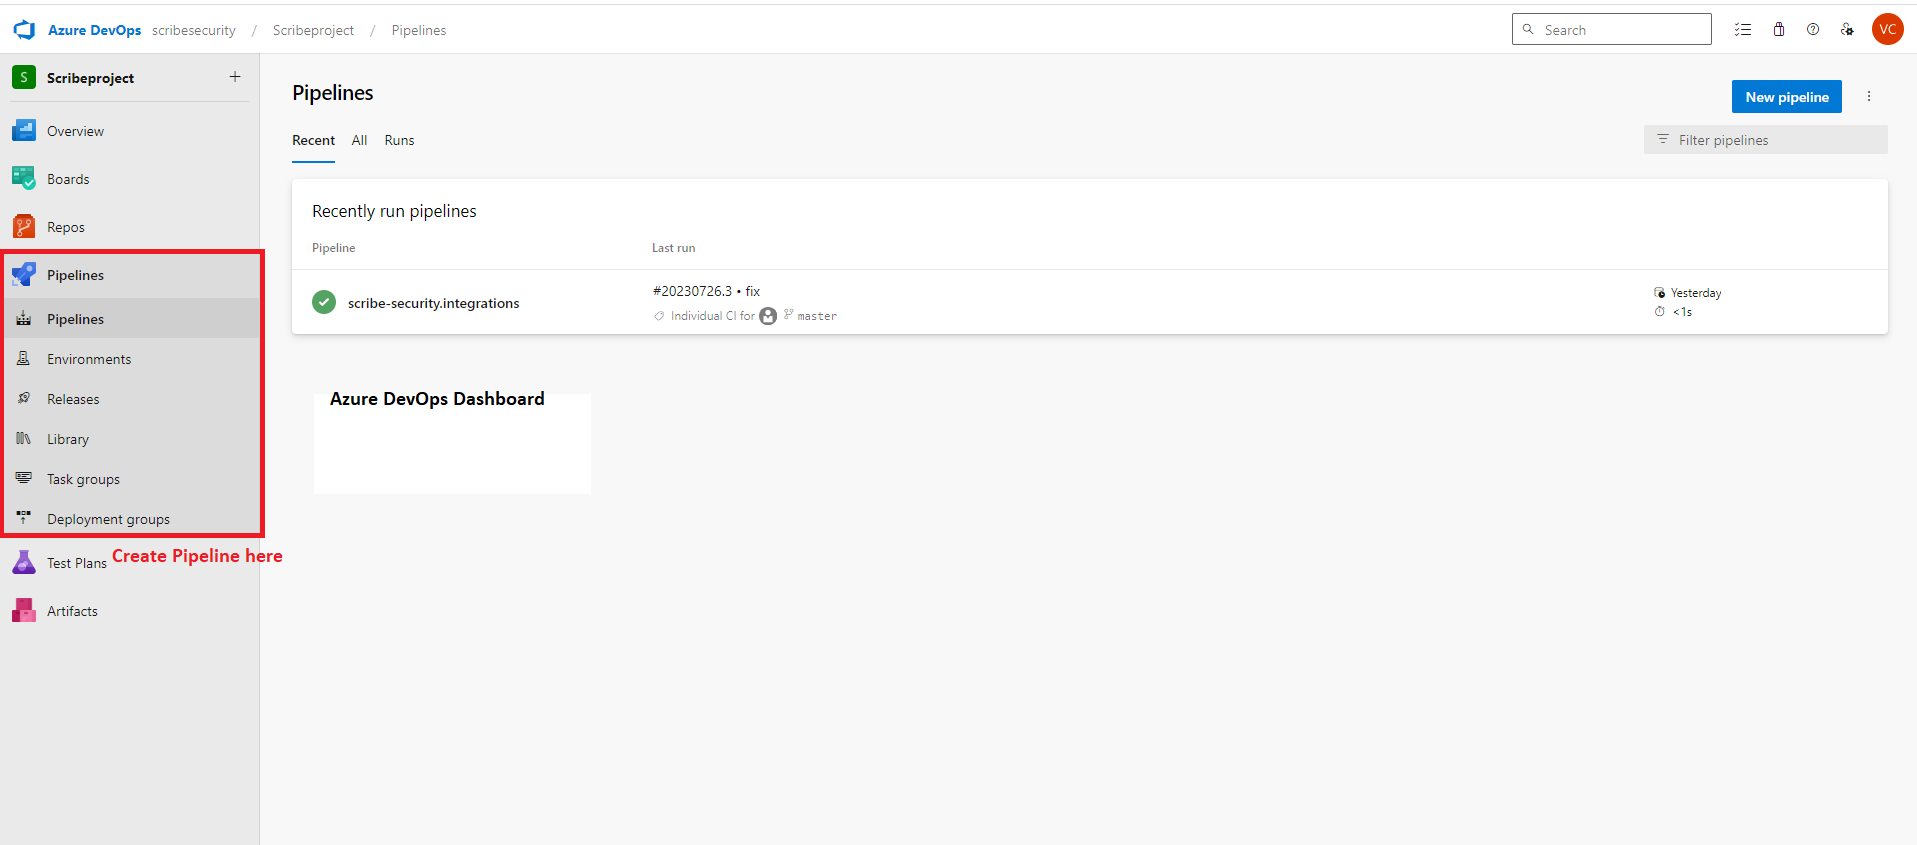 Azure DevOps scribesecurity / Scribeproject / Pipelines Search VC
S Scribeproject +
Overview
Boards
Repos
Pipelines
Pipelines
Environments
Releases
Library
Task groups
Deployment groups
Create Pipeline here
Test Plans
Artifacts
Pipelines
New pipeline
Recent All Runs
Filter pipelines
Recently run pipelines
Pipeline Last run
scribe-security.integrations
#20230726.3 • fix
Individual CI for master
Yesterday
<1s
Azure DevOps Dashboard